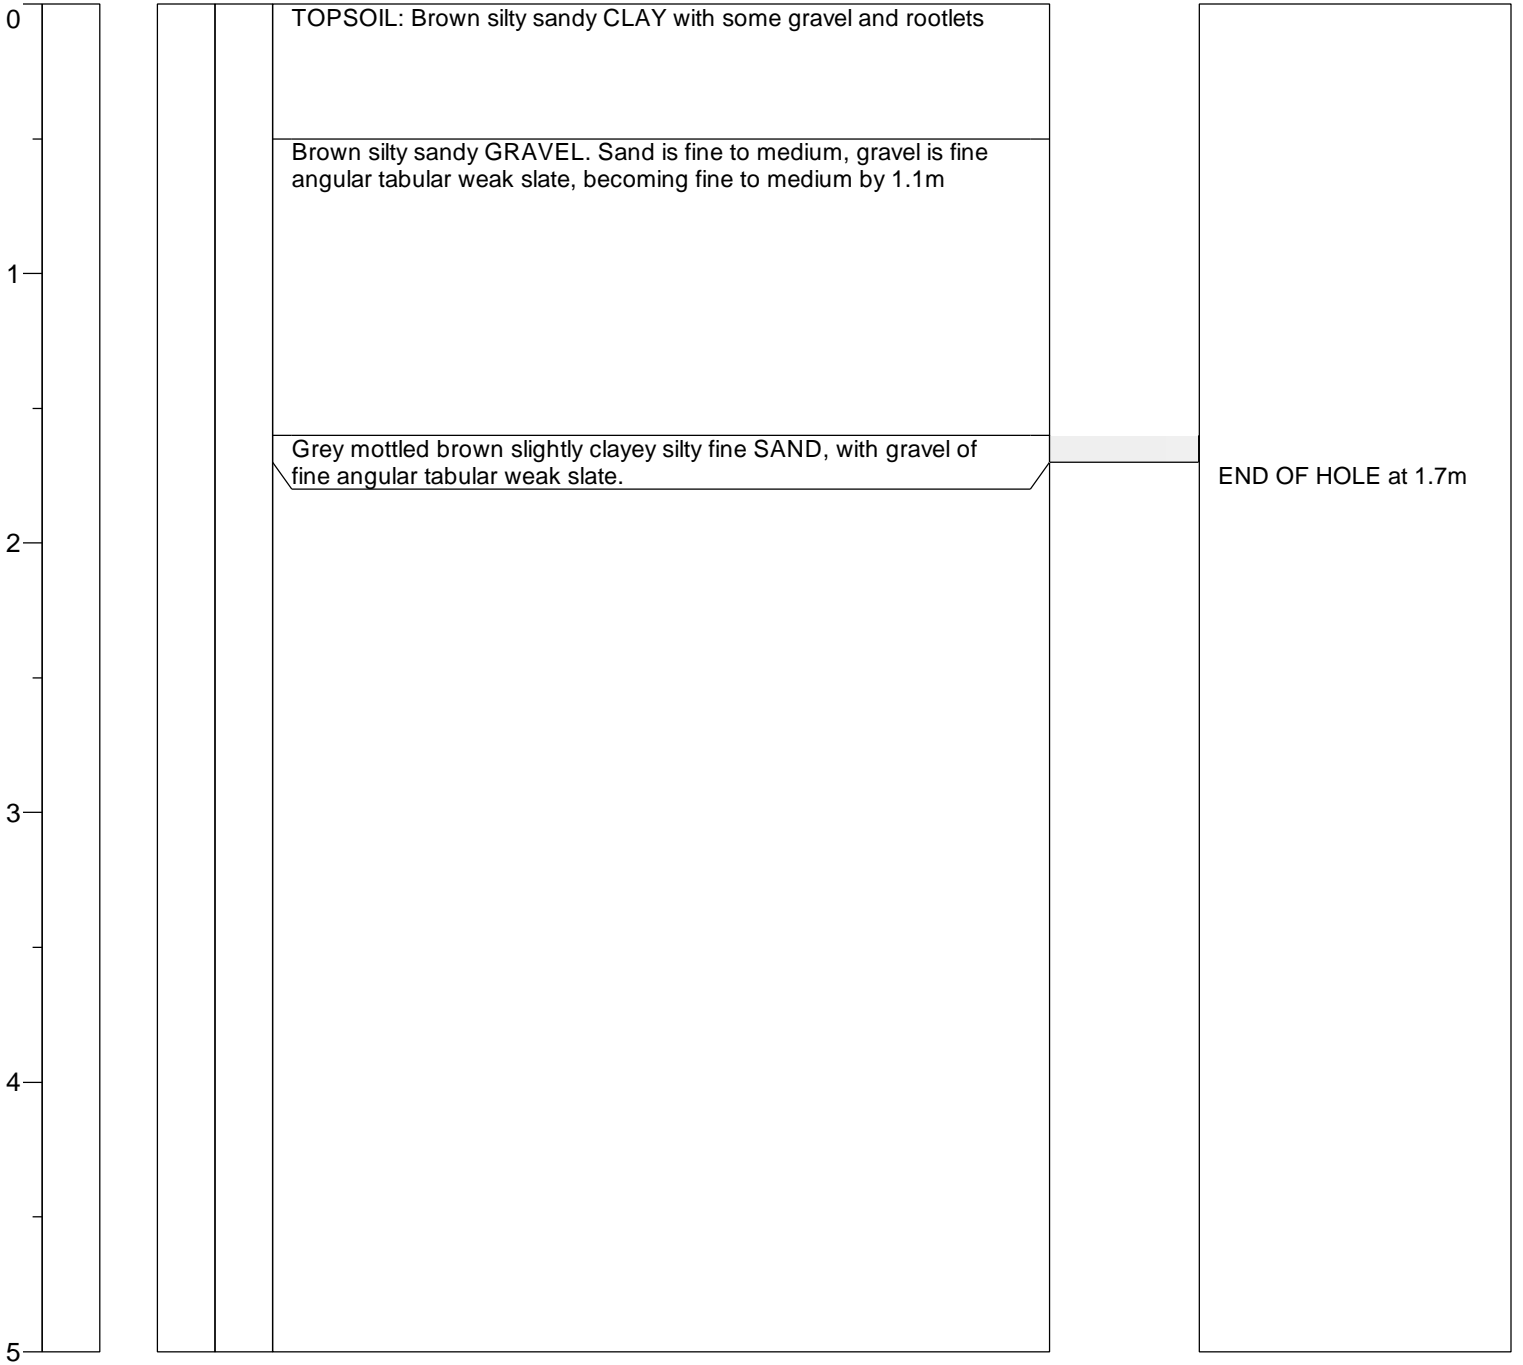 0
TOPSOIL: Brown silty sandy CLAY with some gravel and rootlets
Brown silty sandy GRAVEL. Sand is fine to medium, gravel is fine
angular tabular weak slate, becoming fine to medium by 1.1m
1
Grey mottled brown slightly clayey silty fine SAND, with gravel of
fine angular tabular weak slate.
END OF HOLE at 1.7m
2
3
4
5